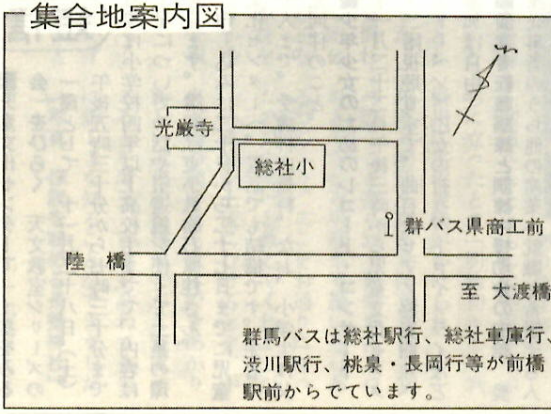 集合地案内図
光厳寺
総社小
群バス県商工前
陸橋
至 大渡橋
群馬バスは総社駅行、総社車庫行、
渋川駅行、桃泉・長岡行等が前橋
駅前からでています。